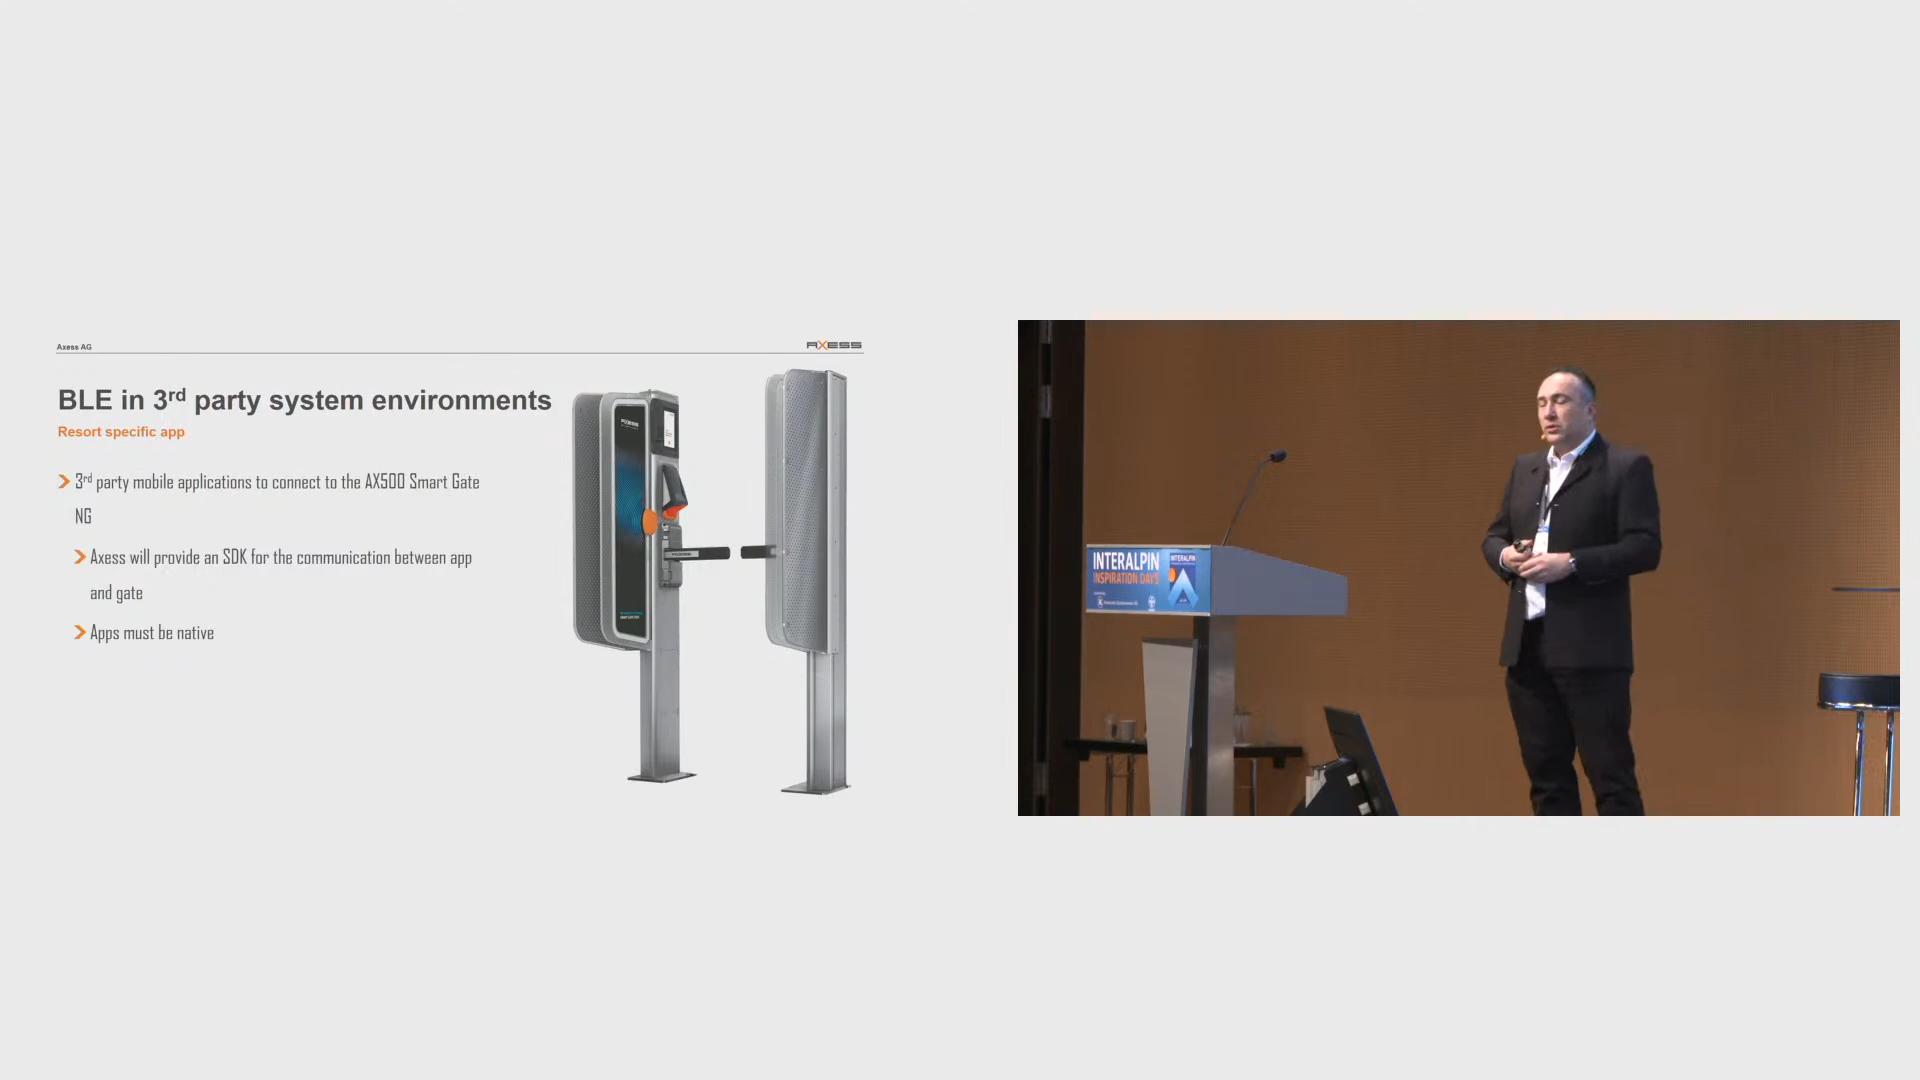 Axess AG
AXESS
BLE in 3rd party system environments
Resort specific app
3rd party mobile applications to connect to the AX500 Smart Gate
NG
Axess will provide an SDK for the communication between app
and gate
Apps must be native
AXESS
INTERALPIN
INSPIRATION DAYS
INTERALPIN